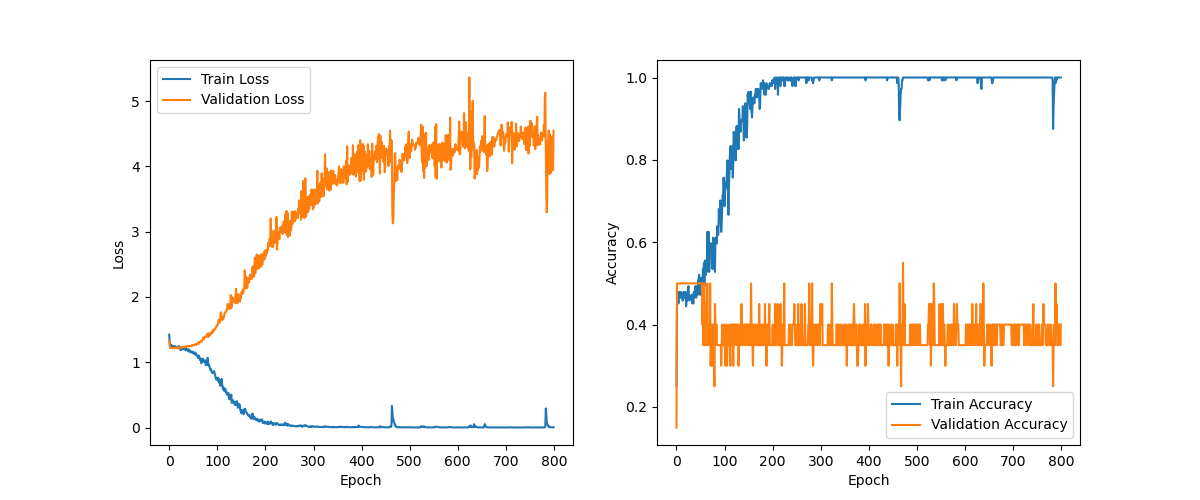 Train Loss
Validation Loss
5
4
3
2
1
0
Loss
0 100 200 300 400 500 600 700 800
Epoch
1.0
0.8
0.6
0.4
0.2
Accuracy
Train Accuracy
Validation Accuracy
0 100 200 300 400 500 600 700 800
Epoch